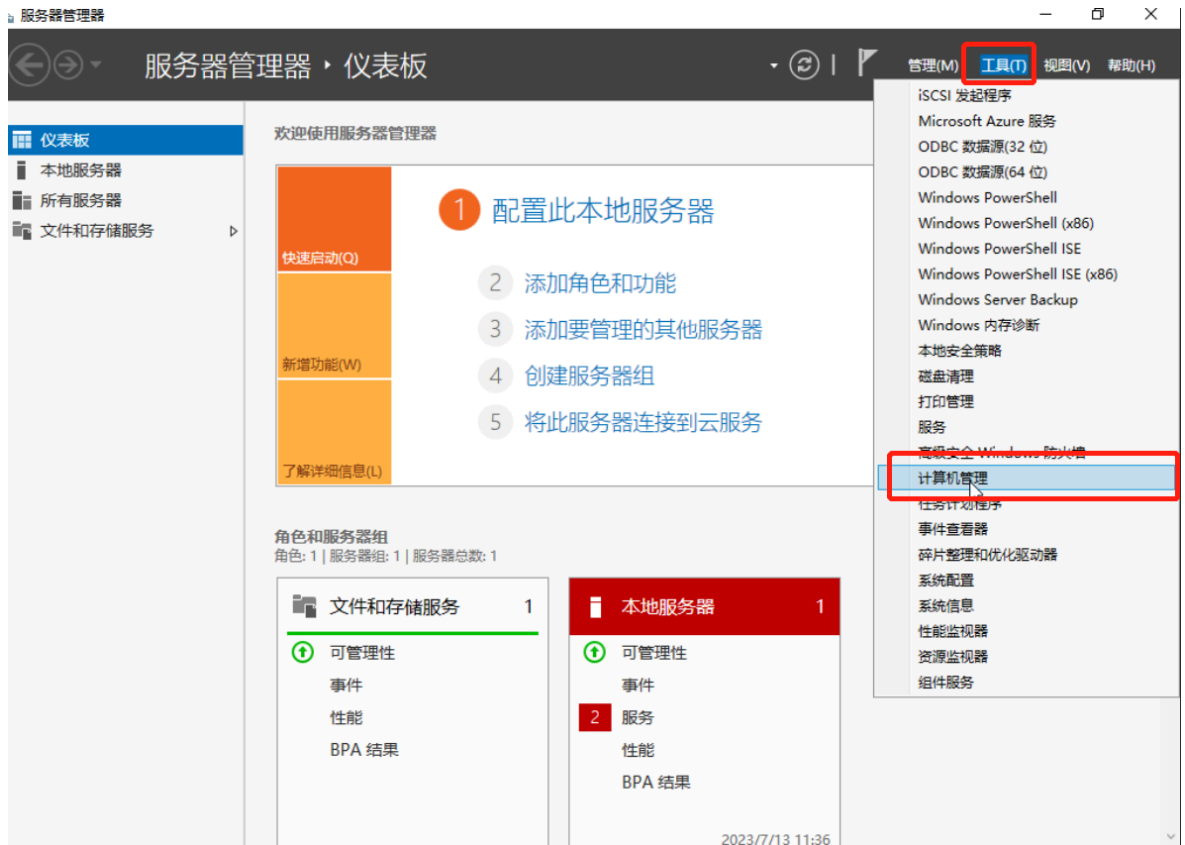 服务器管理器
服务器管理器 · 仪表板
管理(M) 工具(T) 视图(V) 帮助(H)
仪表板
本地服务器
所有服务器
文件和存储服务
欢迎使用服务器管理器
快速启动(Q)
新增功能(W)
了解详细信息(L)
1 配置此本地服务器
2 添加角色和功能
3 添加要管理的其他服务器
4 创建服务器组
5 将此服务器连接到云服务
角色和服务器组
角色: 1 | 服务器组: 1 | 服务器总数: 1
文件和存储服务 1
可管理性
事件
性能
BPA 结果
本地服务器 1
可管理性
事件
2 服务
性能
BPA 结果
2023/7/13 11:36
iSCSI 发起程序
Microsoft Azure 服务
ODBC 数据源(32 位)
ODBC 数据源(64 位)
Windows PowerShell
Windows PowerShell (x86)
Windows PowerShell ISE
Windows PowerShell ISE (x86)
Windows Server Backup
Windows 内存诊断
本地安全策略
磁盘清理
打印管理
服务
高级安全 Windows 防火墙
计算机管理
任务计划程序
事件查看器
碎片整理和优化驱动器
系统配置
系统信息
性能监视器
资源监视器
组件服务